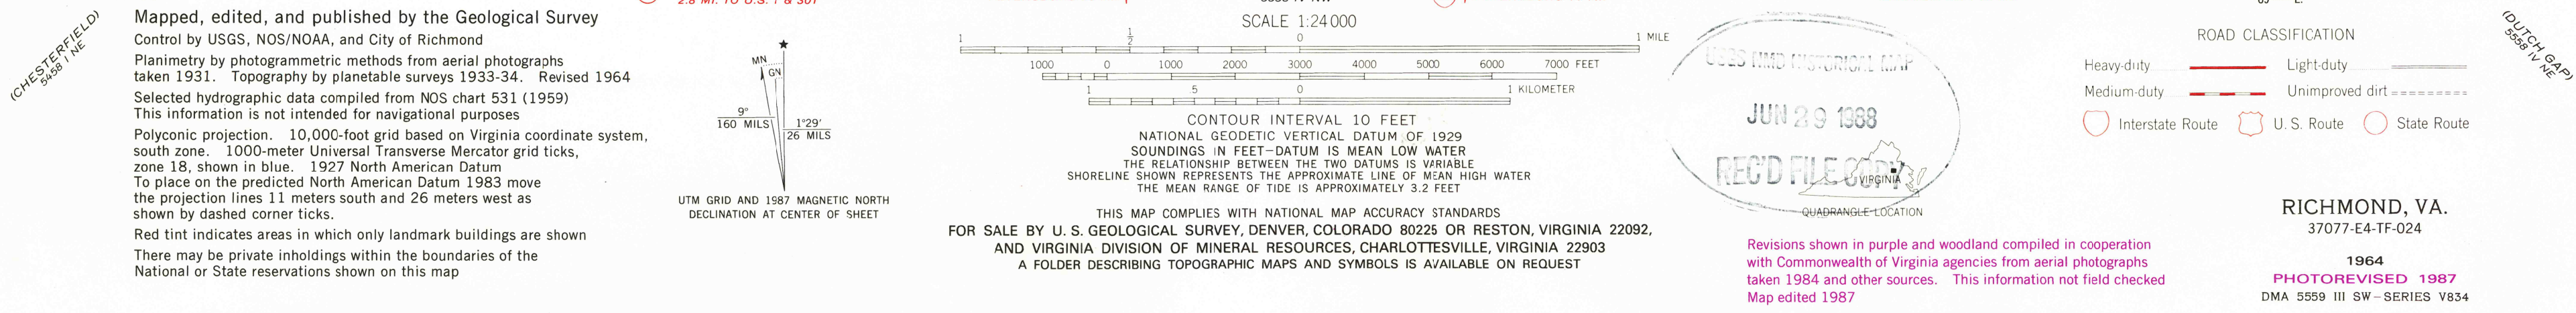 (CHESTERFIELD)
5458 I NE
Mapped, edited, and published by the Geological Survey
Control by USGS, NOS/NOAA, and City of Richmond
Planimetry by photogrammetric methods from aerial photographs
taken 1931. Topography by planetable surveys 1933-34. Revised 1964
Selected hydrographic data compiled from NOS chart 531 (1959)
This information is not intended for navigational purposes
Polyconic projection. 10,000-foot grid based on Virginia coordinate system,
south zone. 1000-meter Universal Transverse Mercator grid ticks,
zone 18, shown in blue. 1927 North American Datum
To place on the predicted North American Datum 1983 move
the projection lines 11 meters south and 26 meters west as
shown by dashed corner ticks.
Red tint indicates areas in which only landmark buildings are shown
There may be private inholdings within the boundaries of the
National or State reservations shown on this map
2.8 MI. TO U.S. 1 & 301
MN
GN
9°
160 MILS
1°29'
26 MILS
UTM GRID AND 1987 MAGNETIC NORTH
DECLINATION AT CENTER OF SHEET
SCALE 1:24 000
1 1/2 0 1 MILE
1000 0 1000 2000 3000 4000 5000 6000 7000 FEET
1 .5 0 1 KILOMETER
CONTOUR INTERVAL 10 FEET
NATIONAL GEODETIC VERTICAL DATUM OF 1929
SOUNDINGS IN FEET—DATUM IS MEAN LOW WATER
THE RELATIONSHIP BETWEEN THE TWO DATUMS IS VARIABLE
SHORELINE SHOWN REPRESENTS THE APPROXIMATE LINE OF MEAN HIGH WATER
THE MEAN RANGE OF TIDE IS APPROXIMATELY 3.2 FEET
THIS MAP COMPLIES WITH NATIONAL MAP ACCURACY STANDARDS
FOR SALE BY U. S. GEOLOGICAL SURVEY, DENVER, COLORADO 80225 OR RESTON, VIRGINIA 22092,
AND VIRGINIA DIVISION OF MINERAL RESOURCES, CHARLOTTESVILLE, VIRGINIA 22903
A FOLDER DESCRIBING TOPOGRAPHIC MAPS AND SYMBOLS IS AVAILABLE ON REQUEST
USGS NMD HISTORICAL MAP
JUN 29 1988
REC'D FILE COPY
VIRGINIA
QUADRANGLE LOCATION
Revisions shown in purple and woodland compiled in cooperation
with Commonwealth of Virginia agencies from aerial photographs
taken 1984 and other sources. This information not field checked
Map edited 1987
ROAD CLASSIFICATION
Heavy-duty
Light-duty
Medium-duty
Unimproved dirt
Interstate Route
U. S. Route
State Route
(DUTCH GAP)
5558 IV NE
RICHMOND, VA.
37077-E4-TF-024
1964
PHOTOREVISED 1987
DMA 5559 III SW—SERIES V834